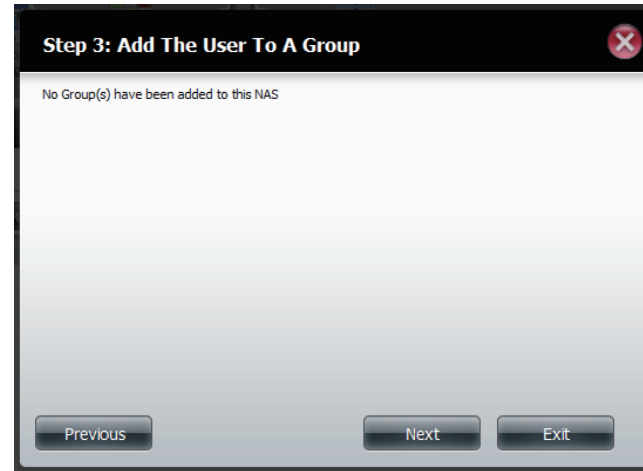 Step 3: Add The User To A Group
No Group(s) have been added to this NAS
Previous
Next
Exit